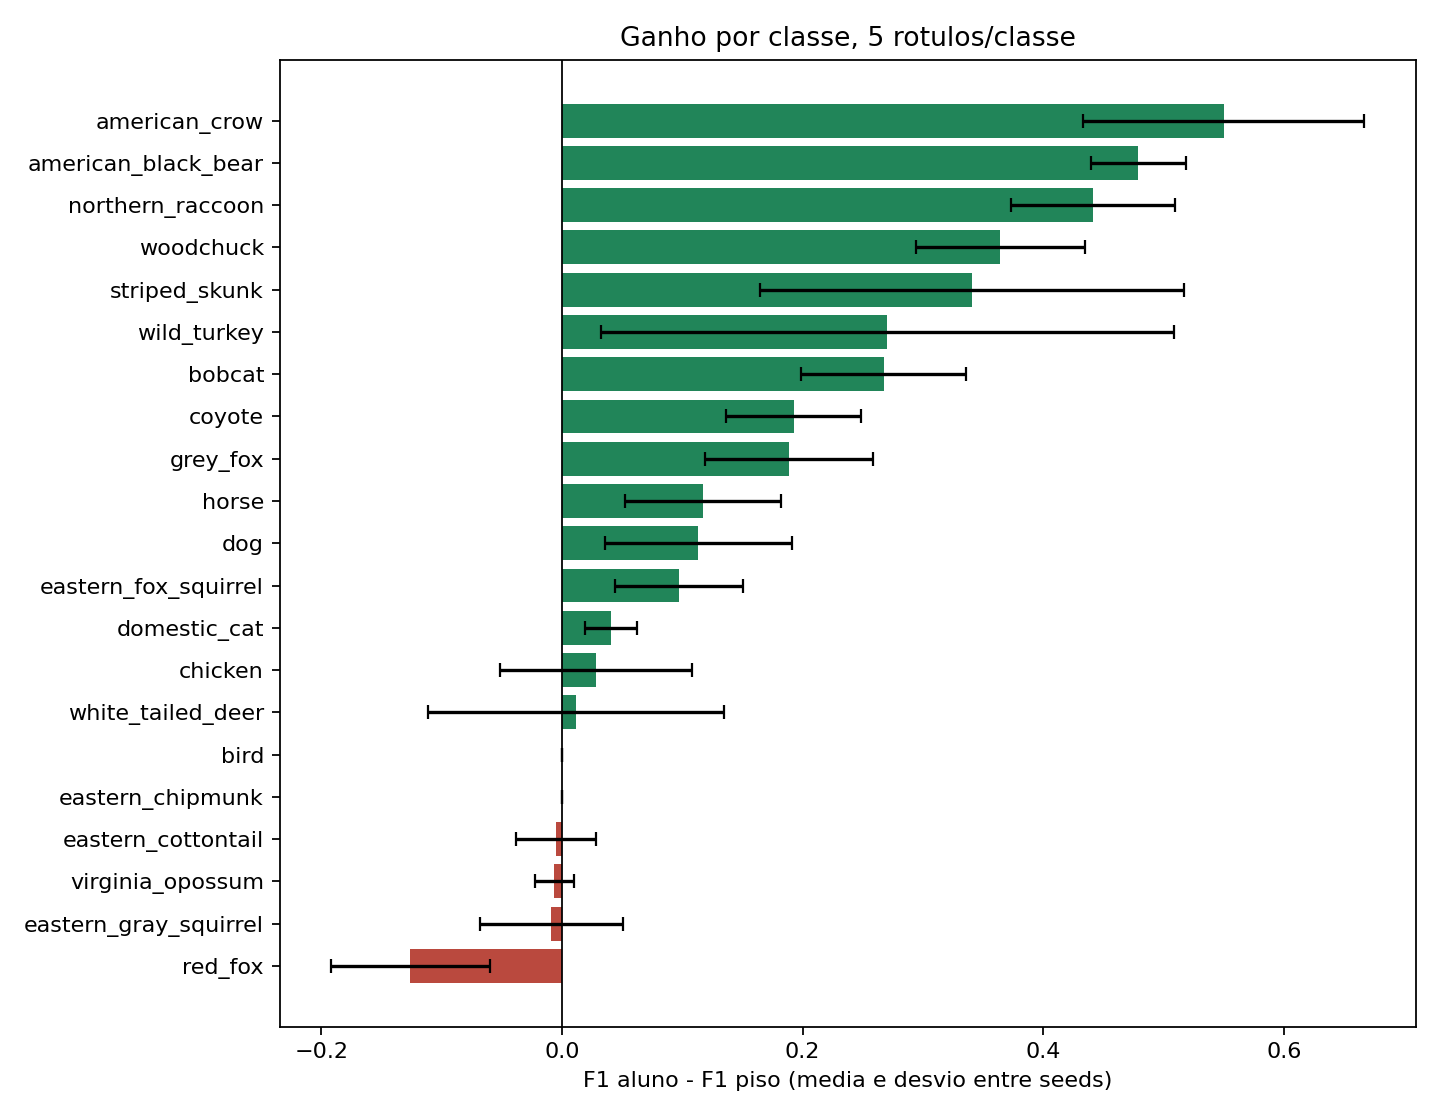 Ganho por classe, 5 rotulos/classe
american_crow
american_black_bear
northern_raccoon
woodchuck
striped_skunk
wild_turkey
bobcat
coyote
grey_fox
horse
dog
eastern_fox_squirrel
domestic_cat
chicken
white_tailed_deer
bird
eastern_chipmunk
eastern_cottontail
virginia_opossum
eastern_gray_squirrel
red_fox
−0.2 0.0 0.2 0.4 0.6
F1 aluno - F1 piso (media e desvio entre seeds)